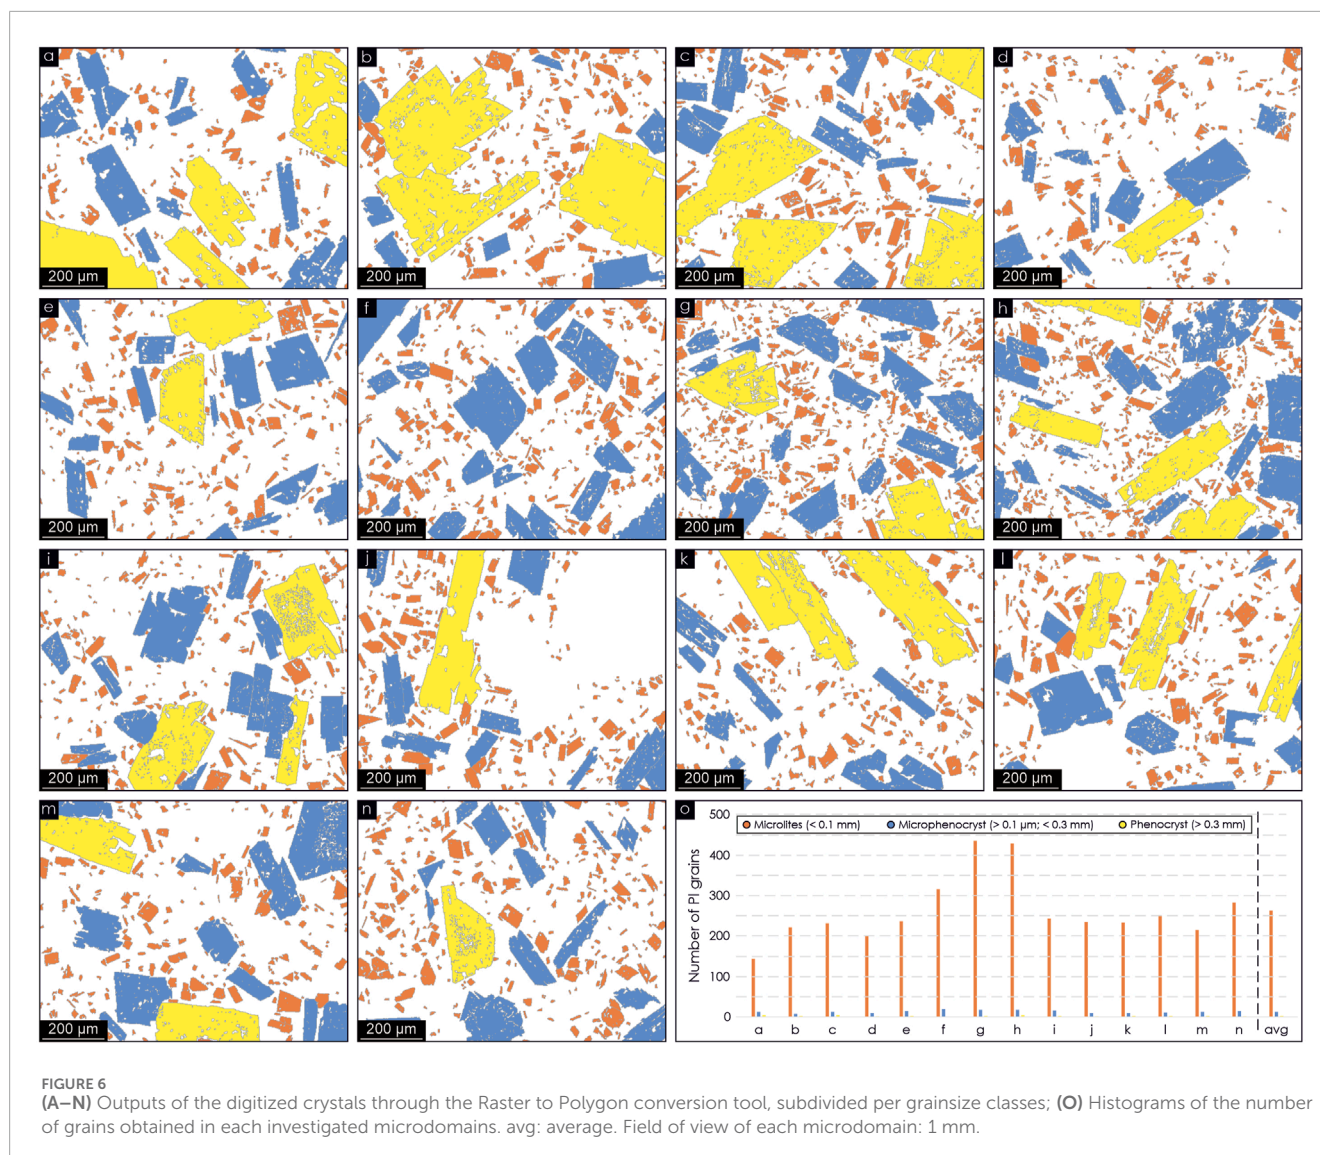 a
b
c
d
200 µm
200 µm
200 µm
200 µm
e
f
g
h
200 µm
200 µm
200 µm
200 µm
i
j
k
l
200 µm
200 µm
200 µm
200 µm
m
n
200 µm
200 µm
o
Microlites (< 0.1 mm) Microphenocryst (> 0.1 µm; < 0.3 mm) Phenocryst (> 0.3 mm)
Number of Pl grains
500
400
300
200
100
0
a b c d e f g h i j k l m n avg
FIGURE 6
(A–N) Outputs of the digitized crystals through the Raster to Polygon conversion tool, subdivided per grainsize classes; (O) Histograms of the number
of grains obtained in each investigated microdomains. avg: average. Field of view of each microdomain: 1 mm.